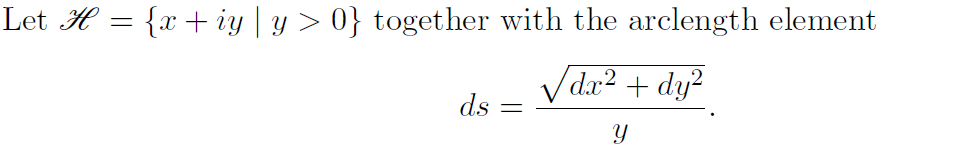 Let ℋ = {x + iy | y > 0} together with the arclength element
ds = √(dx² + dy²) / y.